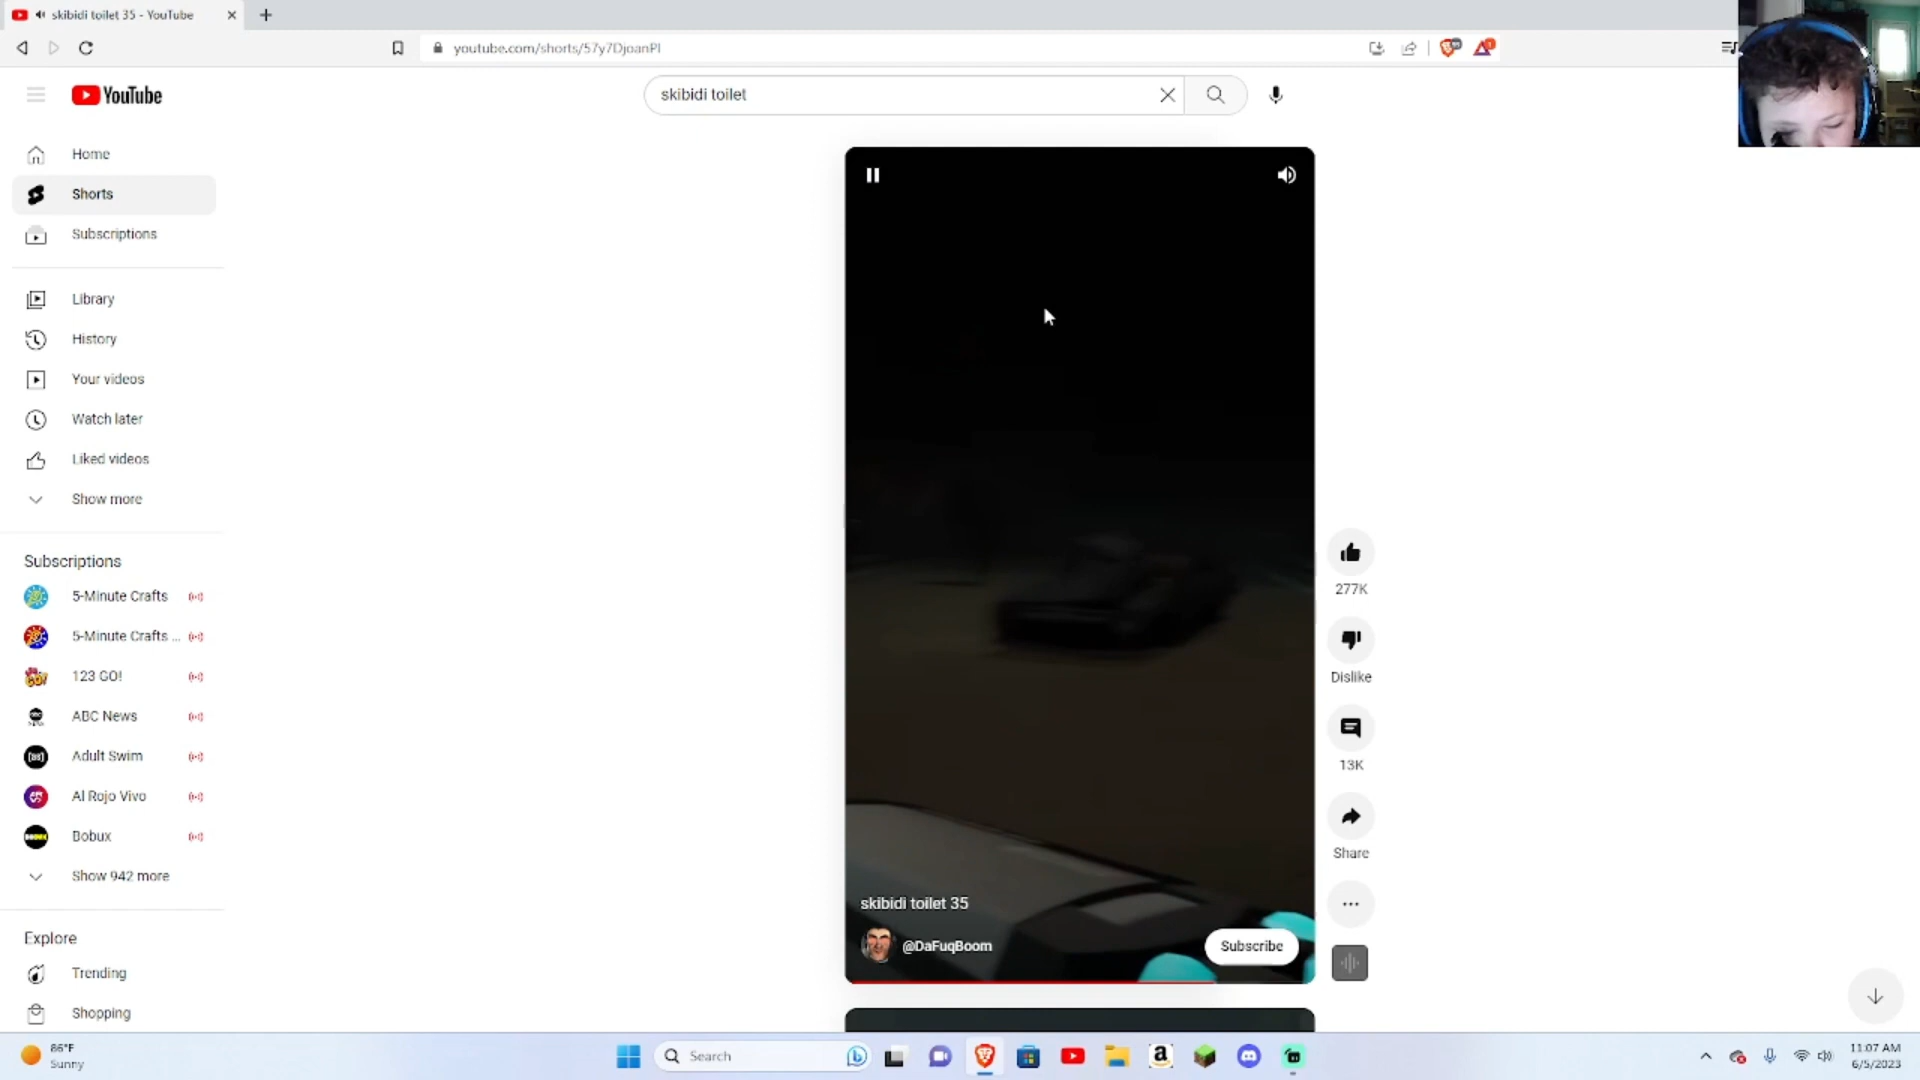 skibidi toilet 35 - YouTube
youtube.com/shorts/57y7DjoanPI
YouTube
skibidi toilet
Home
Shorts
Subscriptions
Library
History
Your videos
Watch later
Liked videos
Show more
Subscriptions
5-Minute Crafts
5-Minute Crafts ...
123 GO!
ABC News
Adult Swim
Al Rojo Vivo
Bobux
Show 942 more
Explore
Trending
Shopping
277K
Dislike
13K
Share
skibidi toilet 35
@DaFuqBoom
Subscribe
86°F
Sunny
Search
11:07 AM
6/5/2023